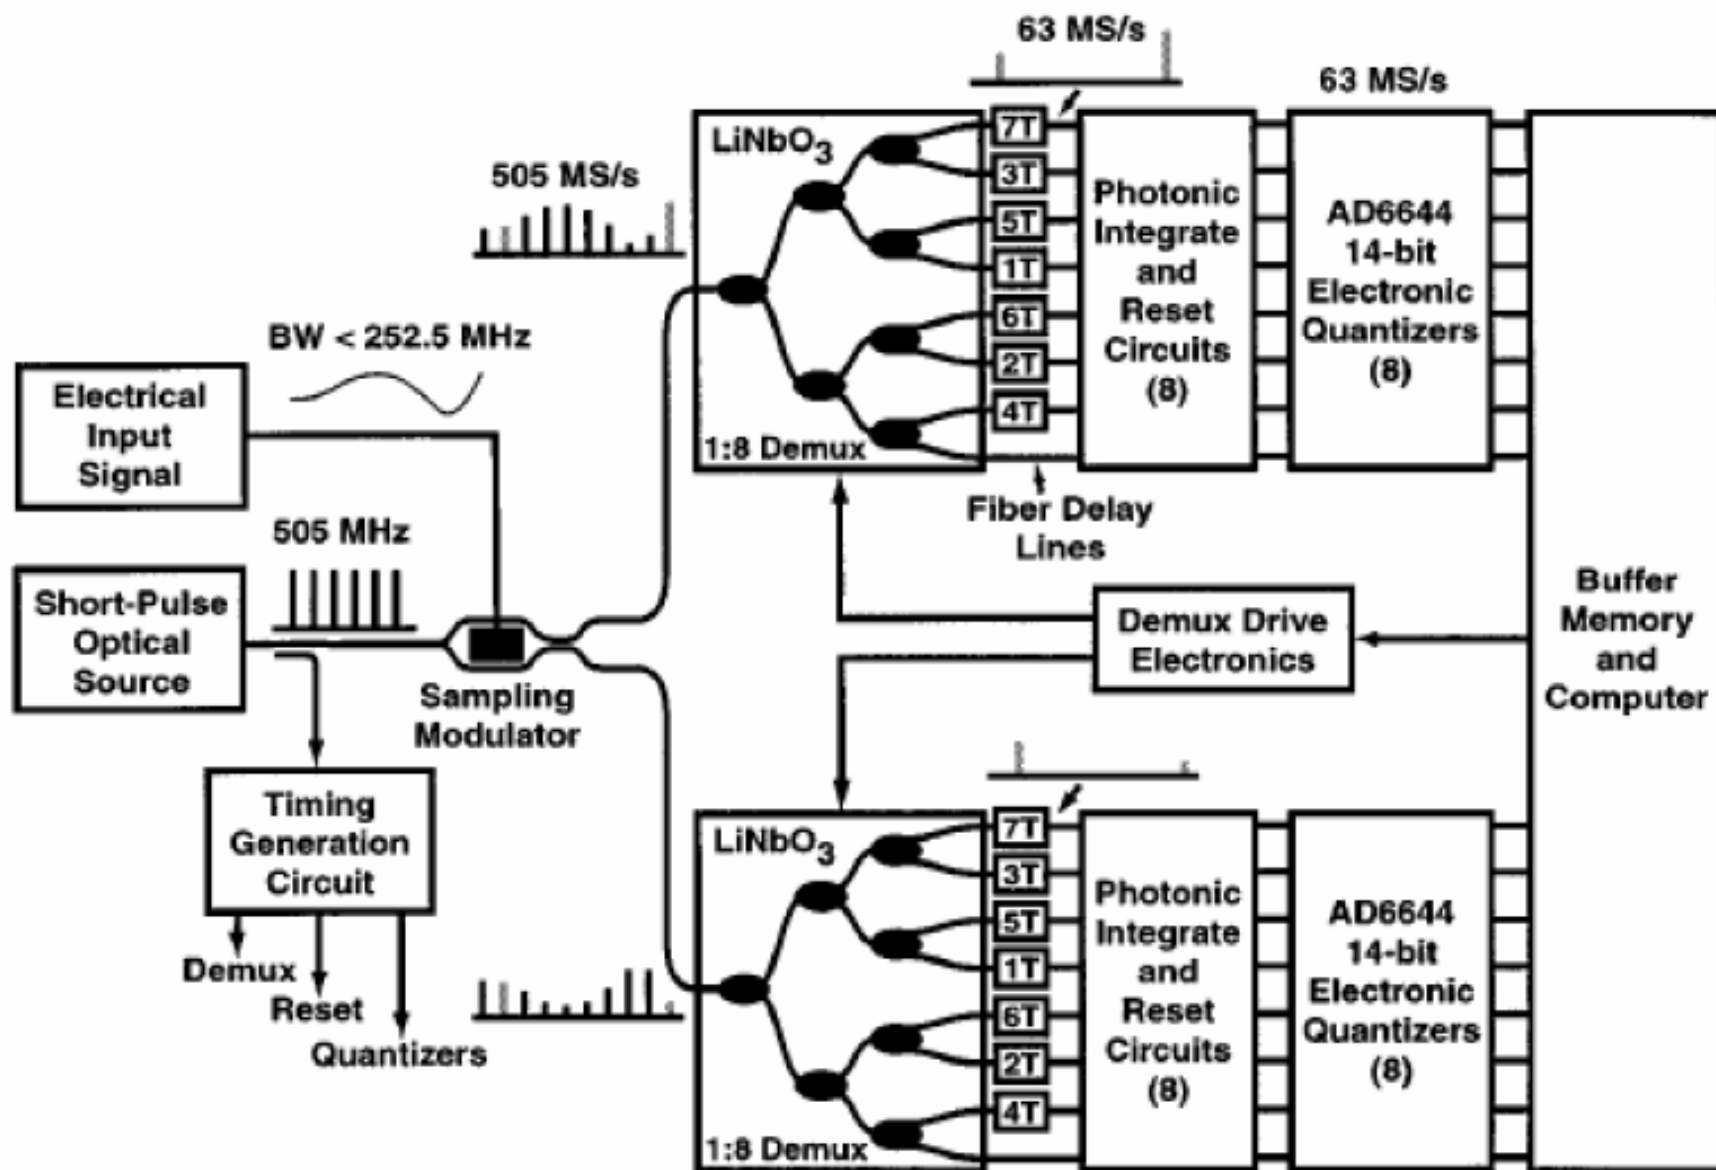 63 MS/s
63 MS/s
LiNbO3
505 MS/s
7T
3T
5T
1T
6T
2T
4T
Photonic
Integrate
and
Reset
Circuits
(8)
AD6644
14-bit
Electronic
Quantizers
(8)
BW < 252.5 MHz
Electrical
Input
Signal
1:8 Demux
Fiber Delay
Lines
505 MHz
Short-Pulse
Optical
Source
Sampling
Modulator
Demux Drive
Electronics
Buffer
Memory
and
Computer
Timing
Generation
Circuit
Demux
Reset
Quantizers
LiNbO3
7T
3T
5T
1T
6T
2T
4T
1:8 Demux
Photonic
Integrate
and
Reset
Circuits
(8)
AD6644
14-bit
Electronic
Quantizers
(8)